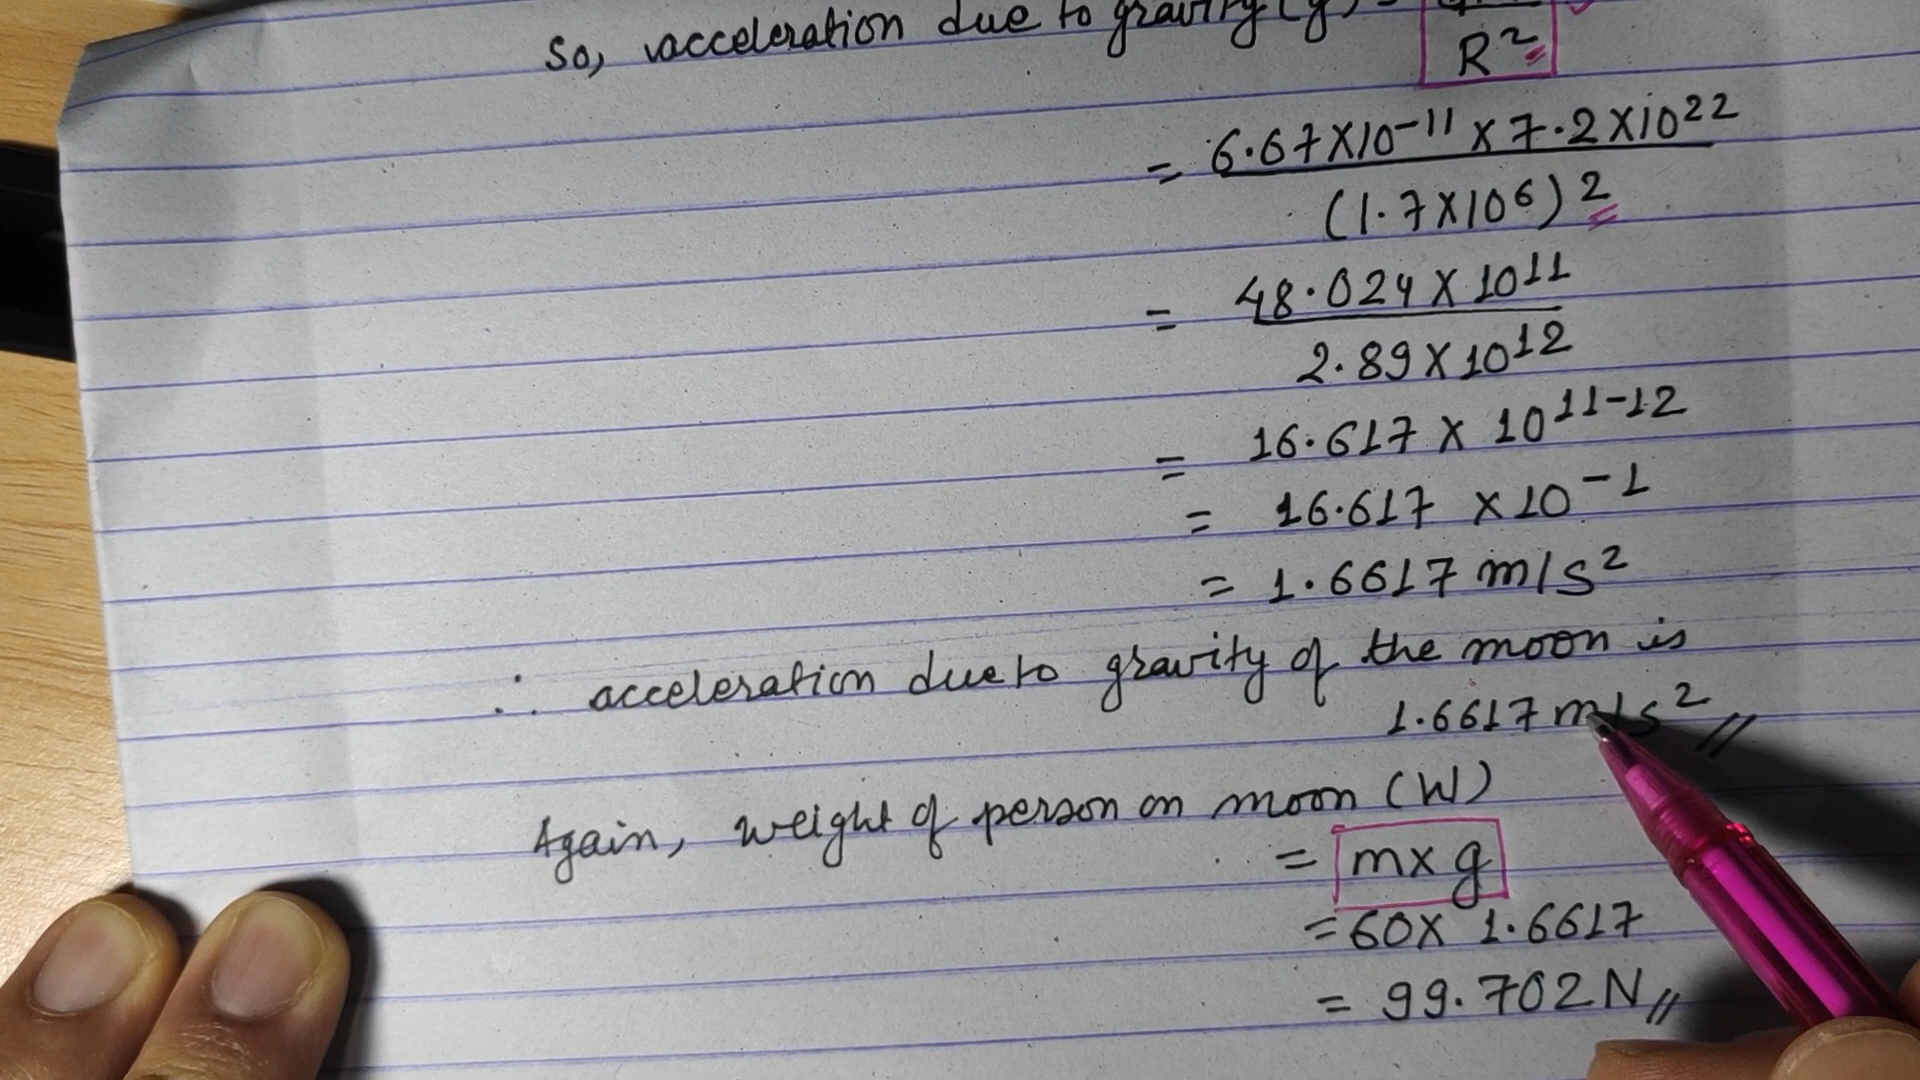 So, acceleration due to gravity (g) =
R²
= 6.67×10⁻¹¹ × 7.2×10²²
(1.7×10⁶)²
= 48.024 × 10¹¹
2.89×10¹²
= 16.617 × 10¹¹⁻¹²
= 16.617 ×10⁻¹
= 1.6617 m/s²
∴ acceleration due to gravity of the moon is
1.6617 m/s² //
Again, weight of person on moon (W)
= m×g
= 60× 1.6617
= 99.702 N //